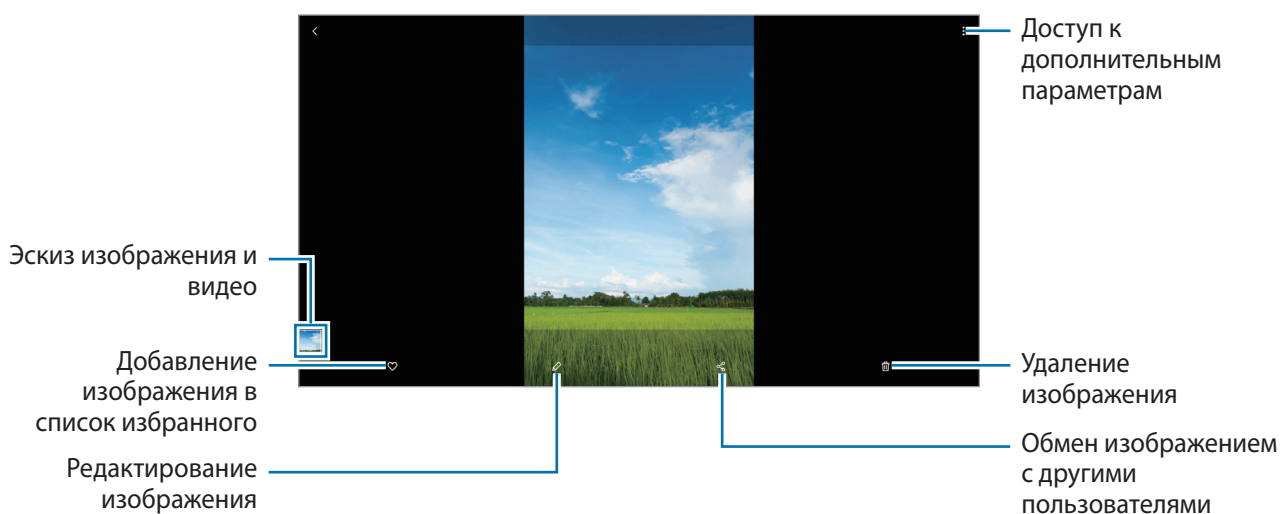 Доступ к
дополнительным
параметрам
Эскиз изображения и
видео
Добавление
изображения в
список избранного
Редактирование
изображения
Удаление
изображения
Обмен изображением
с другими
пользователями